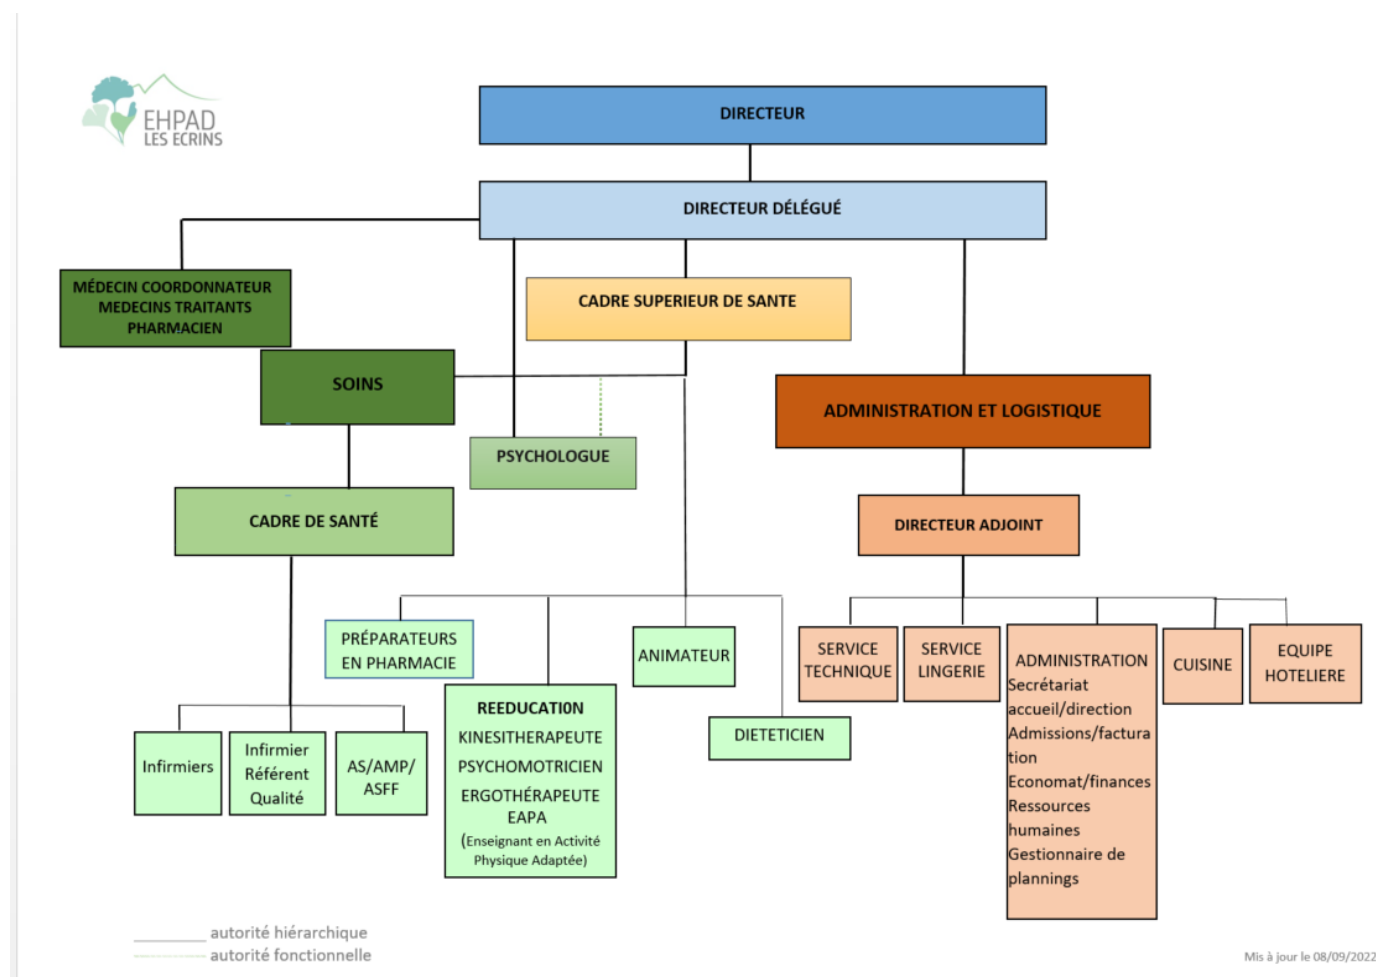 EHPAD
LES ECRINS
DIRECTEUR
DIRECTEUR DÉLÉGUÉ
MÉDECIN COORDONNATEUR
MEDECINS TRAITANTS
PHARMACIEN
CADRE SUPERIEUR DE SANTE
SOINS
ADMINISTRATION ET LOGISTIQUE
PSYCHOLOGUE
CADRE DE SANTÉ
DIRECTEUR ADJOINT
PRÉPARATEURS
EN PHARMACIE
ANIMATEUR
SERVICE
TECHNIQUE
SERVICE
LINGERIE
ADMINISTRATION
Secrétariat
accueil/direction
Admissions/factura
tion
Economat/finances
Ressources
humaines
Gestionnaire de
plannings
CUISINE
EQUIPE
HOTELIERE
REEDUCATION
KINESITHERAPEUTE
PSYCHOMOTRICIEN
ERGOTHÉRAPEUTE
EAPA
(Enseignant en Activité
Physique Adaptée)
DIETETICIEN
Infirmiers
Infirmier
Référent
Qualité
AS/AMP/
ASFF
autorité hiérarchique
autorité fonctionnelle
Mis à jour le 08/09/2022